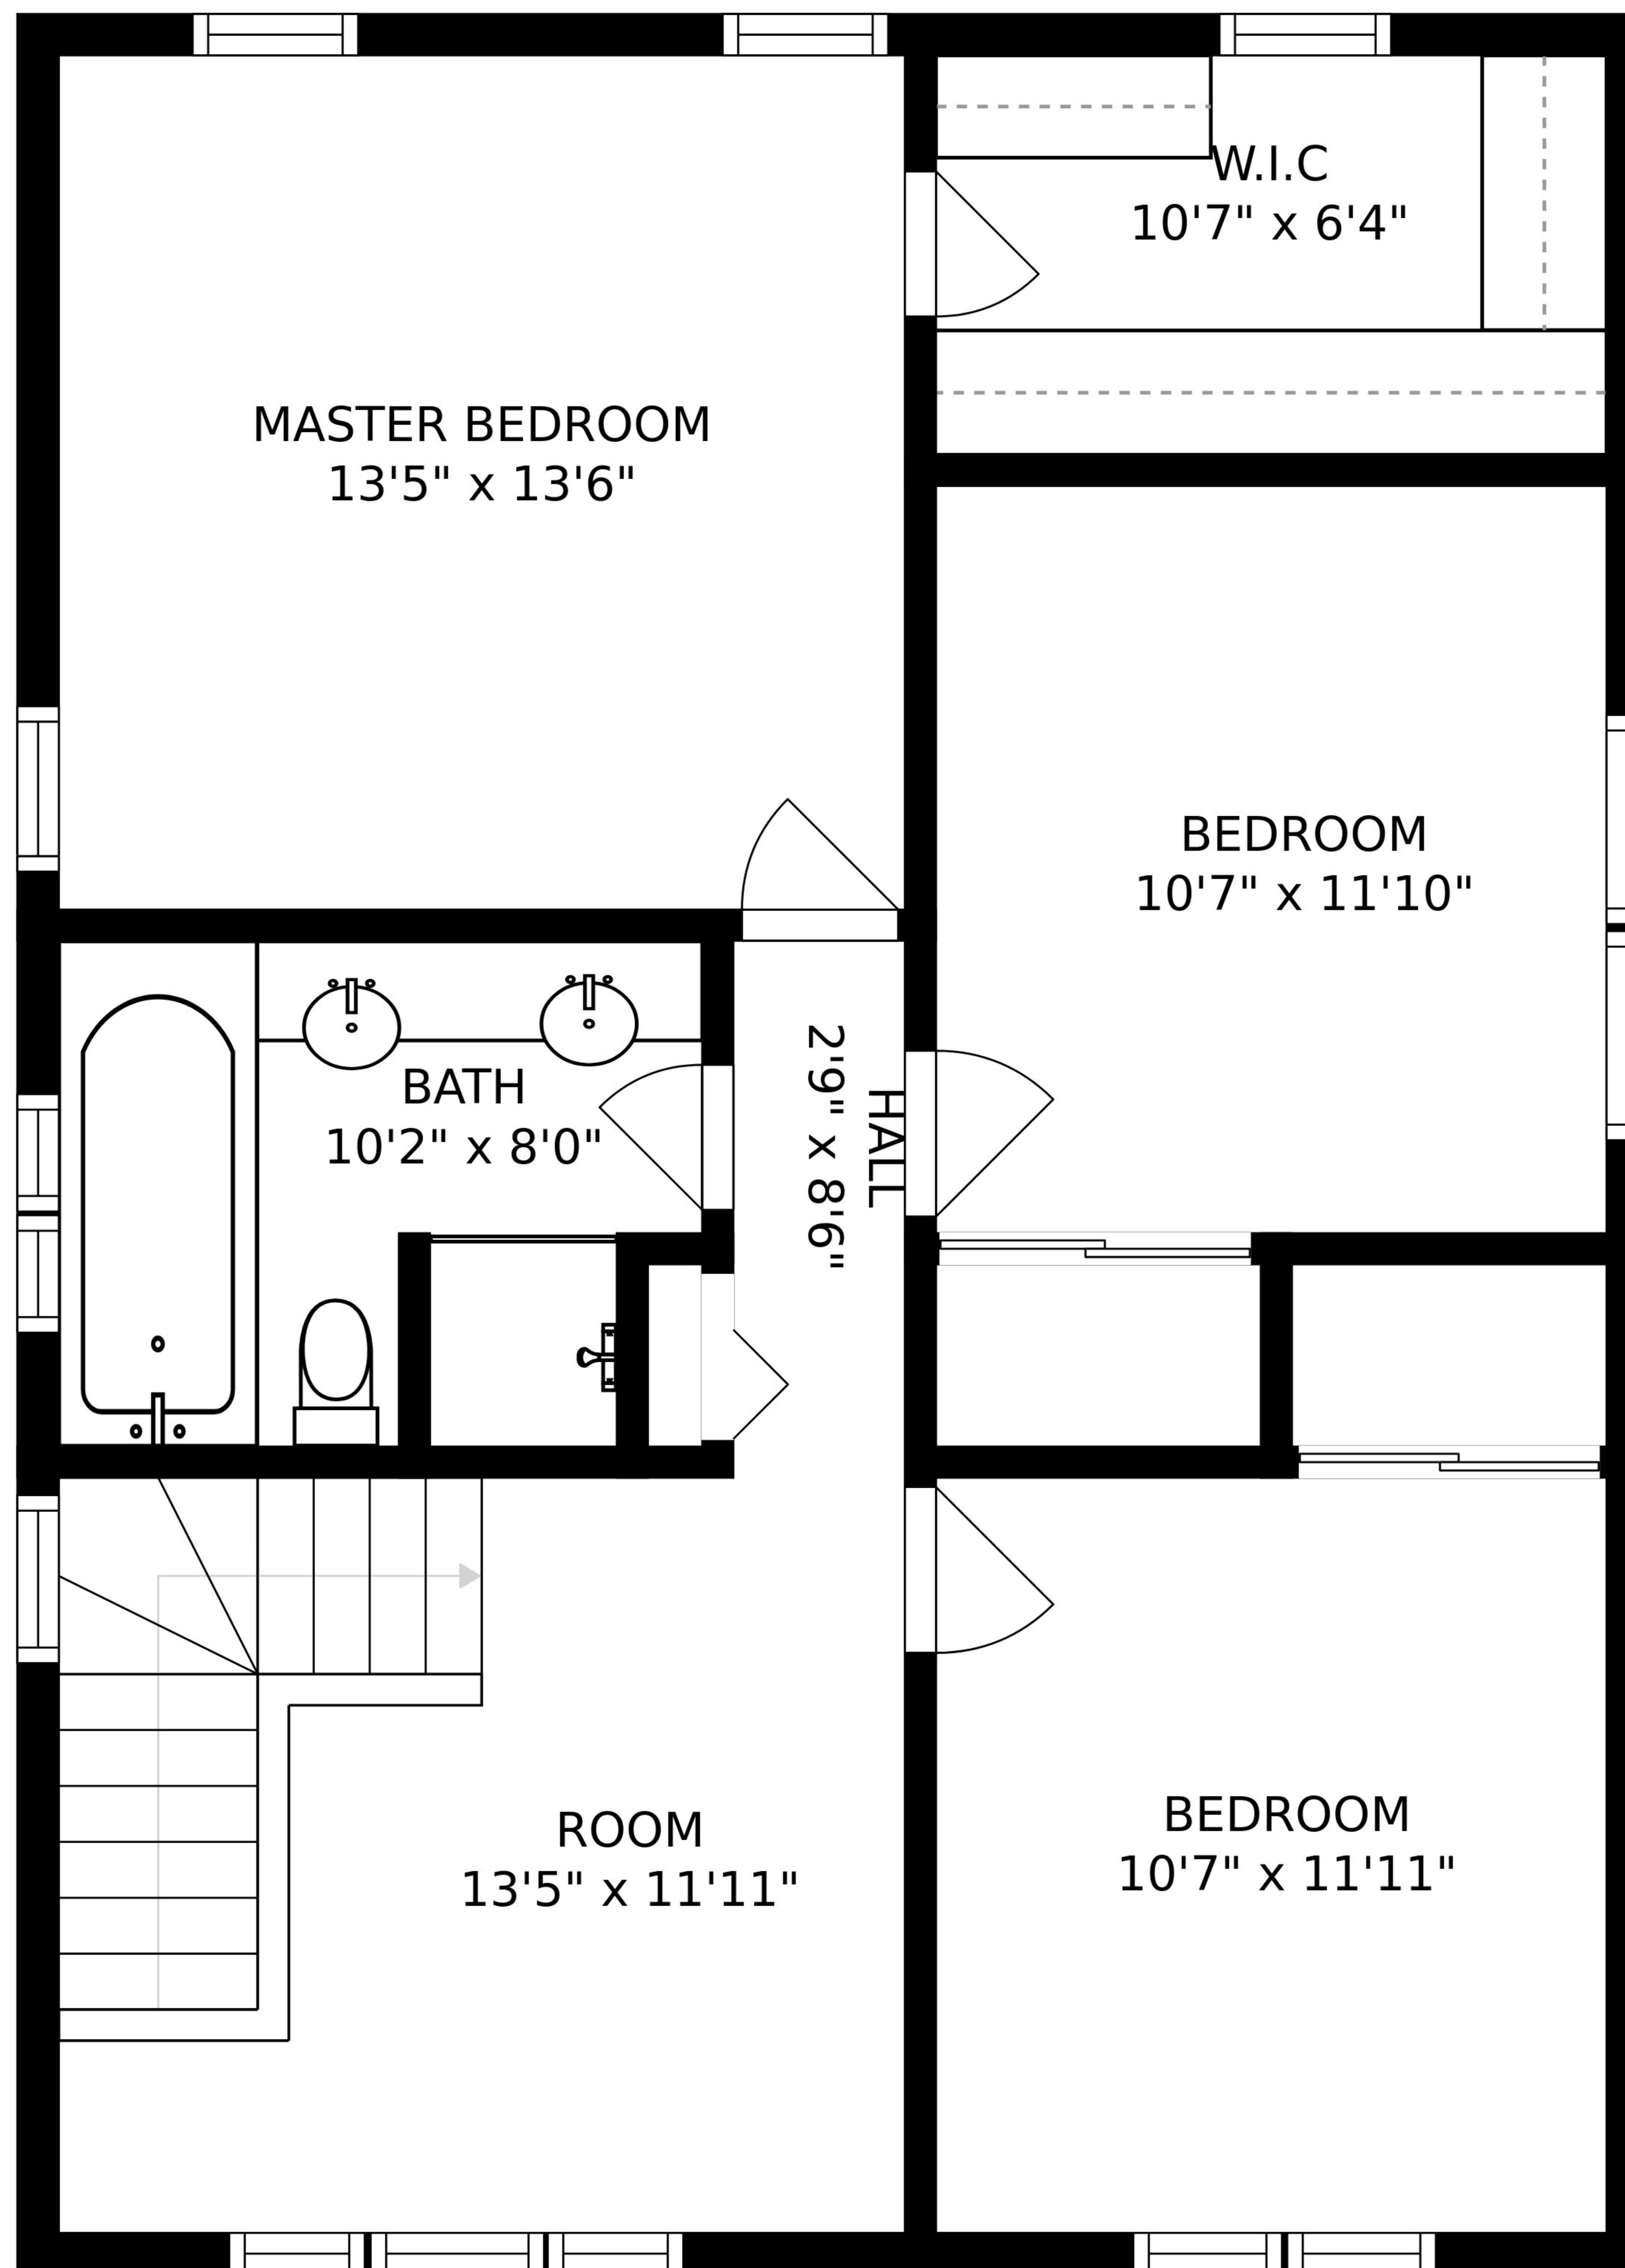 W.I.C
10'7" x 6'4"
MASTER BEDROOM
13'5" x 13'6"
BEDROOM
10'7" x 11'10"
BATH
10'2" x 8'0"
HALL
2'9" x 8'6"
ROOM
13'5" x 11'11"
BEDROOM
10'7" x 11'11"